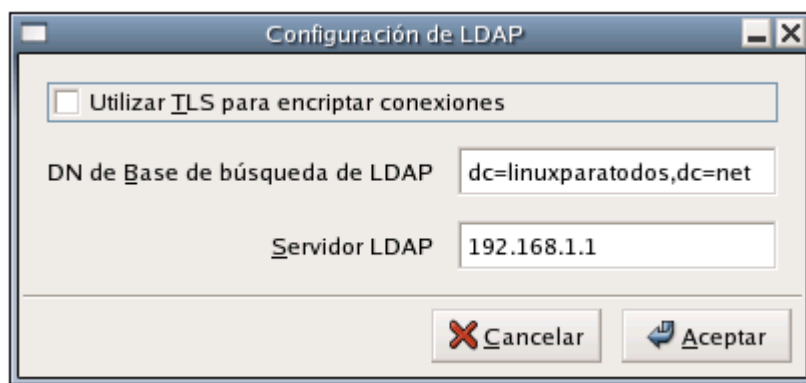 Configuración de LDAP
Utilizar TLS para encriptar conexiones
DN de Base de búsqueda de LDAP dc=linuxparatodos,dc=net
Servidor LDAP 192.168.1.1
Cancelar Aceptar